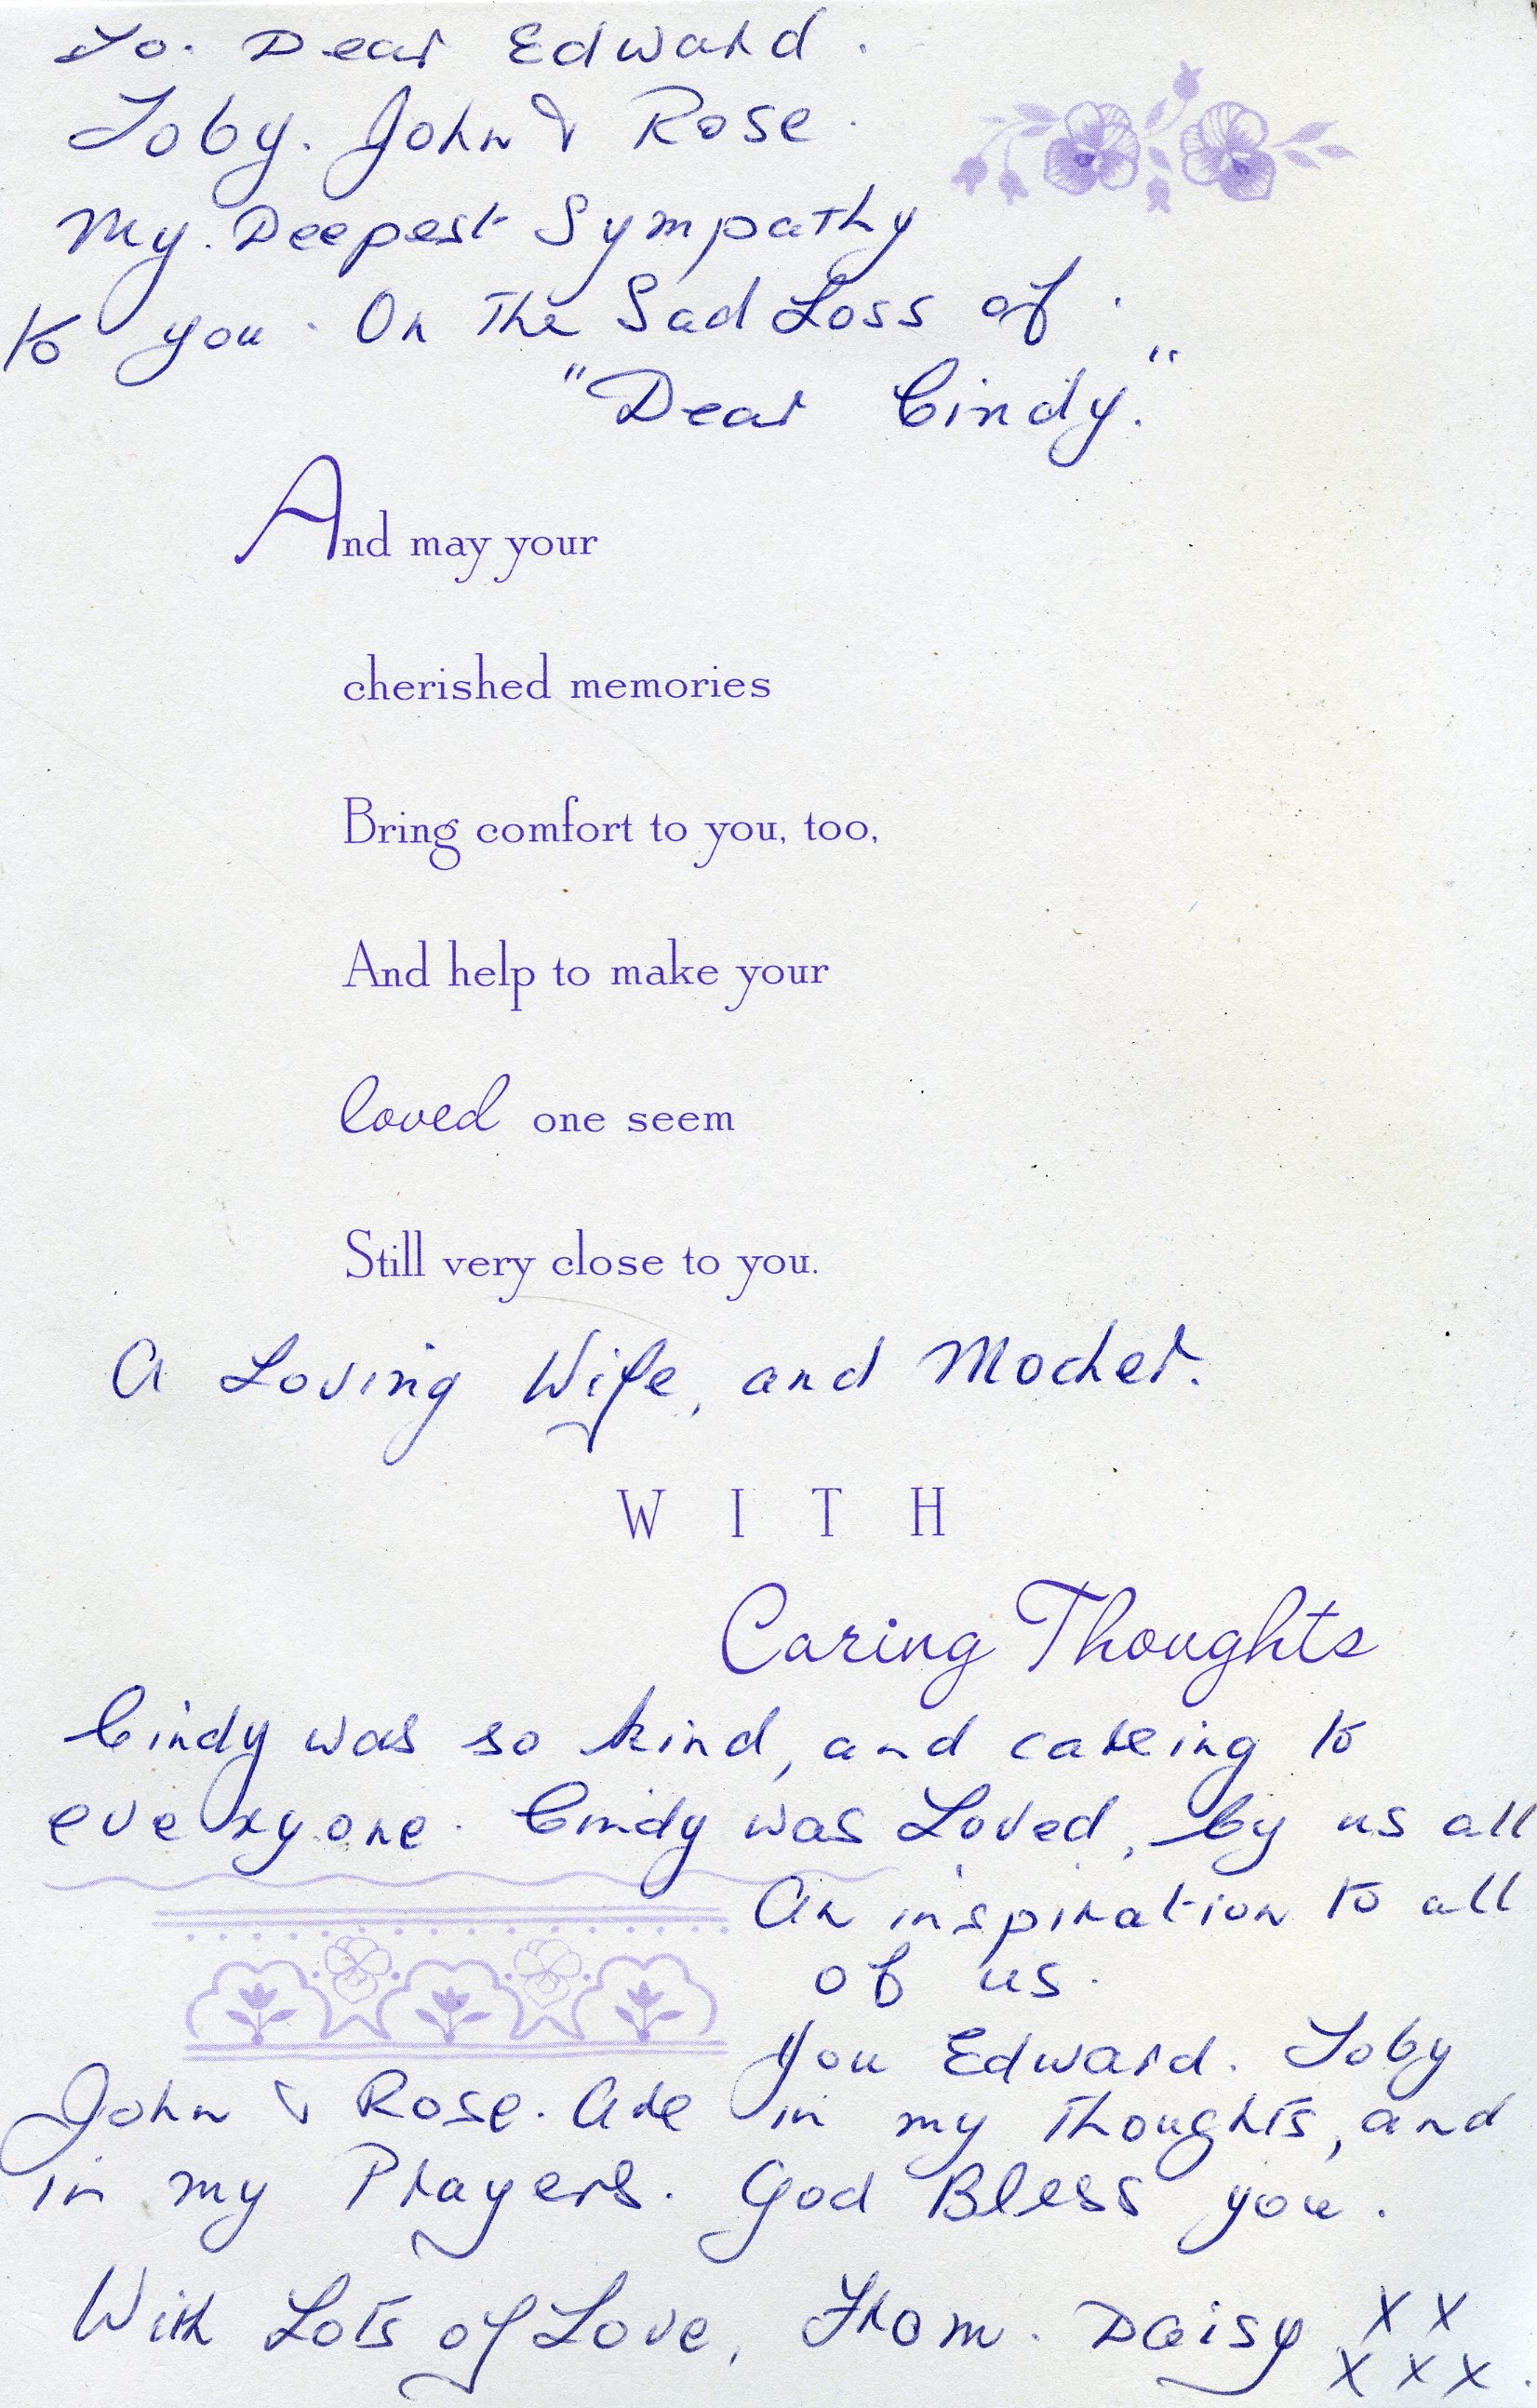 To. Dear Edward.
Toby. John & Rose.
My. Deepest Sympathy
to you. On The Sad Loss of.
"Dear Cindy."
And may your
cherished memories
Bring comfort to you, too,
And help to make your
loved one seem
Still very close to you.
A Loving Wife, and Mother.
WITH
Caring Thoughts
Cindy was so kind, and careing to
everyone. Cindy was Loved, by us all
An inspiration to all
of us.
You Edward. Toby
John & Rose. Are in my Thoughts, and
in my Prayers. God Bless you.
With Lots of Love, From. Daisy xx
xxx.